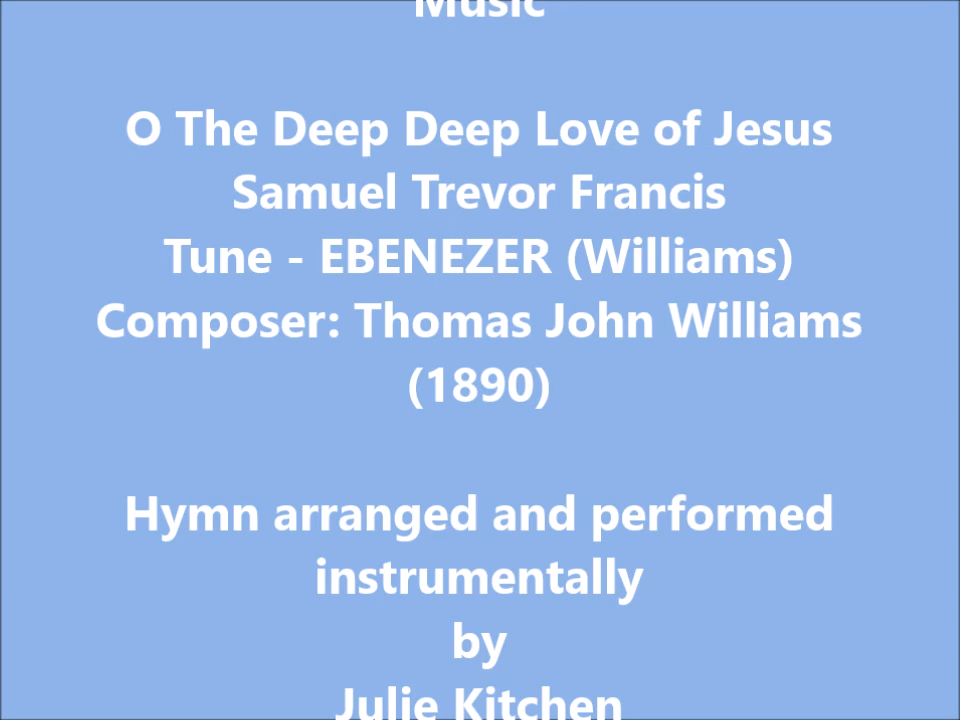 Music
O The Deep Deep Love of Jesus
Samuel Trevor Francis
Tune - EBENEZER (Williams)
Composer: Thomas John Williams
(1890)
Hymn arranged and performed
instrumentally
by
Julie Kitchen